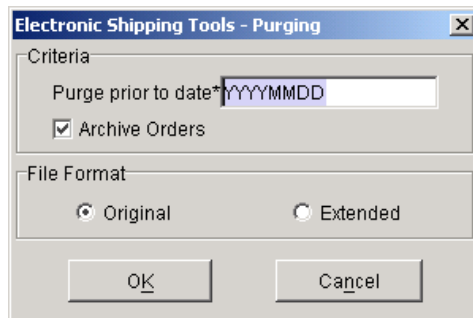 Electronic Shipping Tools - Purging
Criteria
Purge prior to date* YYYYMMDD
Archive Orders
File Format
Original Extended
OK Cancel